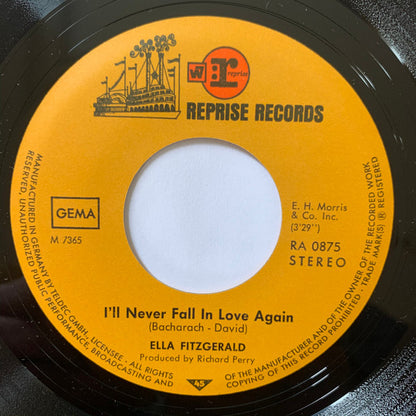 W B r reprise
REPRISE RECORDS
GEMA
M 7365
E. H. Morris
& Co. Inc.
(3'29")
RA 0875
STEREO
I'll Never Fall In Love Again
(Bacharach - David)
ELLA FITZGERALD
Produced by Richard Perry
45
MANUFACTURED IN GERMANY BY TELDEC GMBH. LICENSEE - ALL RIGHTS
RESERVED, UNAUTHORIZED PUBLIC PERFORMANCE, BROADCASTING AND
COPYING OF THIS RECORD PROHIBITED - TRADE MARK(S) ® REGISTERED
OF THE MANUFACTURER AND OF THE OWNER OF THE RECORDED WORK